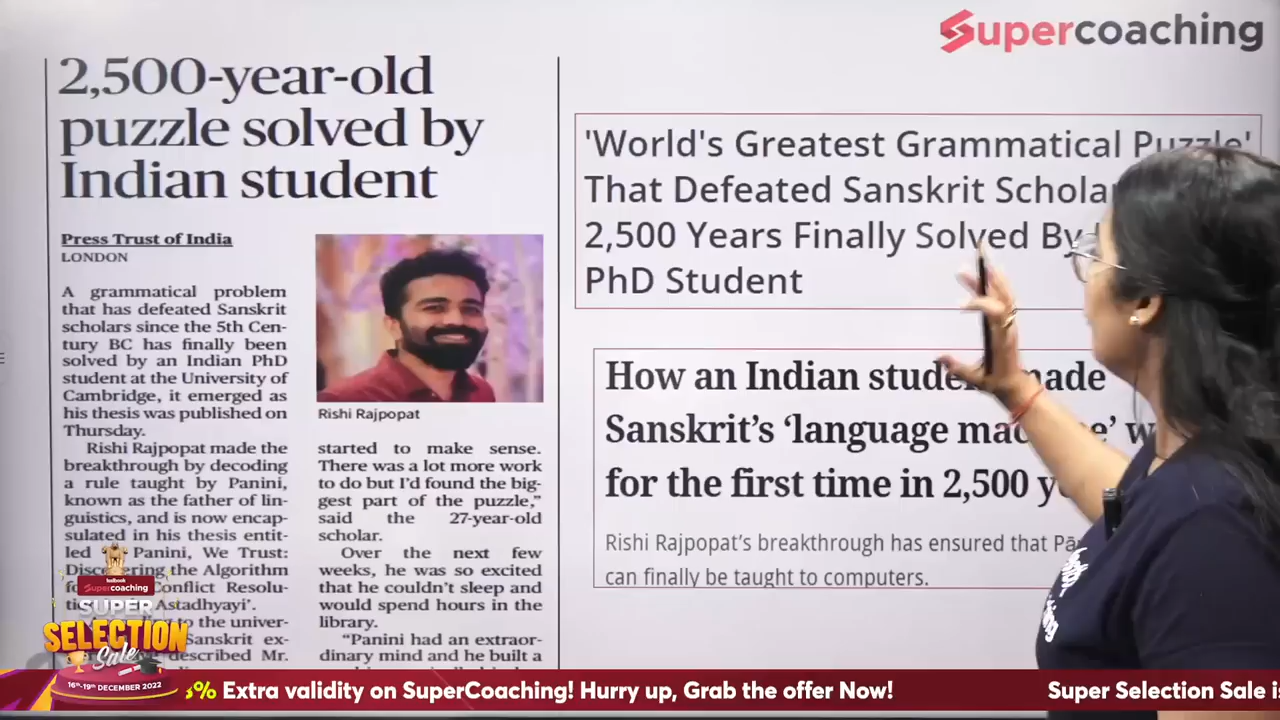 Supercoaching
2,500-year-old
puzzle solved by
Indian student
Press Trust of India
LONDON
A grammatical problem
that has defeated Sanskrit
scholars since the 5th Cen-
tury BC has finally been
solved by an Indian PhD
student at the University of
Cambridge, it emerged as
his thesis was published on
Thursday.
Rishi Rajpopat made the
breakthrough by decoding
a rule taught by Panini,
known as the father of lin-
guistics, and is now encap-
sulated in his thesis entit-
led Panini, We Trust:
the Algorithm
Conflict Resolu-
Astadhyayi’.
to the univer-
Sanskrit ex-
described Mr.
Rishi Rajpopat
started to make sense.
There was a lot more work
to do but I’d found the big-
gest part of the puzzle,”
said the 27-year-old
scholar.
Over the next few
weeks, he was so excited
that he couldn’t sleep and
would spend hours in the
library.
“Panini had an extraor-
dinary mind and he built a
'World's Greatest Grammatical Puzzle'
That Defeated Sanskrit
2,500 Years Finally Solved By
PhD Student
How an Indian made
Sanskrit’s ‘language
for the first time in 2,500
Rishi Rajpopat’s breakthrough has ensured that
can finally be taught computers.
testbook
Supercoaching
SUPER
SELECTION
Sale
16th-19th DECEMBER 2022
% Extra validity on SuperCoaching! Hurry up, Grab the offer Now!
Super Selection Sale